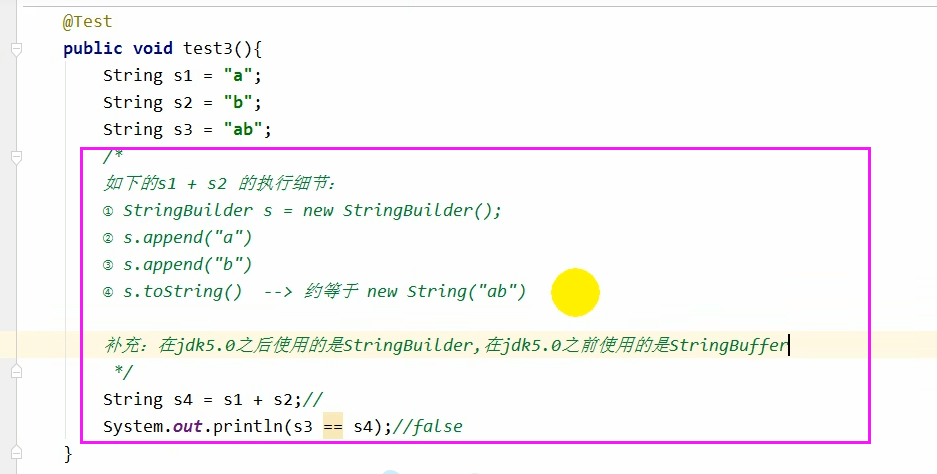 @Test
public void test3(){
String s1 = "a";
String s2 = "b";
String s3 = "ab";
/*
如下的s1 + s2 的执行细节：
① StringBuilder s = new StringBuilder();
② s.append("a")
③ s.append("b")
④ s.toString()  --> 约等于 new String("ab")
补充：在jdk5.0之后使用的是StringBuilder,在jdk5.0之前使用的是StringBuffer
*/
String s4 = s1 + s2;//
System.out.println(s3 == s4);//false
}